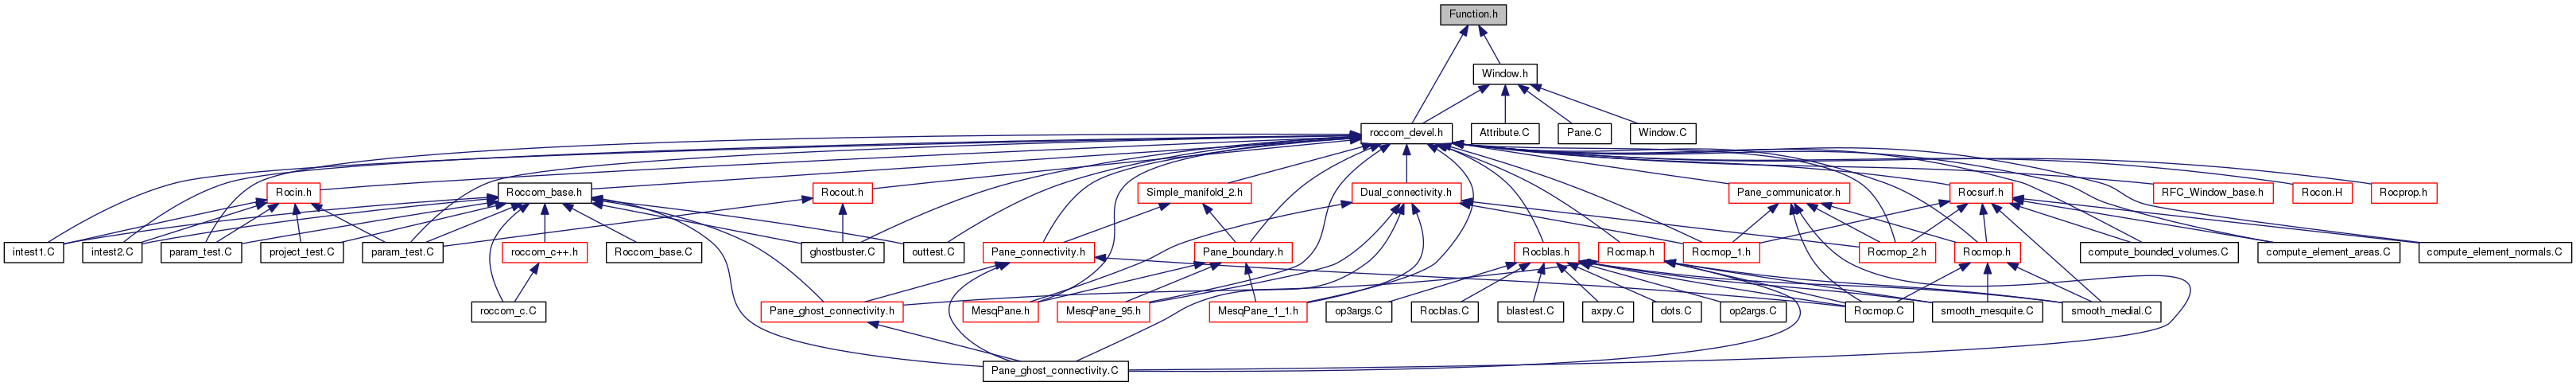 Function.h
Window.h
roccom_devel.h
Attribute.C
Pane.C
Window.C
Rocin.h
Roccom_base.h
Rocout.h
Simple_manifold_2.h
Dual_connectivity.h
Pane_communicator.h
Rocsurf.h
RFC_Window_base.h
Rocon.H
Rocprop.h
intest1.C
intest2.C
param_test.C
project_test.C
param_test.C
roccom_c++.h
Roccom_base.C
ghostbuster.C
outtest.C
Pane_connectivity.h
Pane_boundary.h
Rocblas.h
Rocmap.h
Rocmop_1.h
Rocmop_2.h
Rocmop.h
compute_bounded_volumes.C
compute_element_areas.C
compute_element_normals.C
roccom_c.C
Pane_ghost_connectivity.h
MesqPane.h
MesqPane_95.h
MesqPane_1_1.h
op3args.C
Rocblas.C
blastest.C
axpy.C
dots.C
op2args.C
Rocmop.C
smooth_mesquite.C
smooth_medial.C
Pane_ghost_connectivity.C